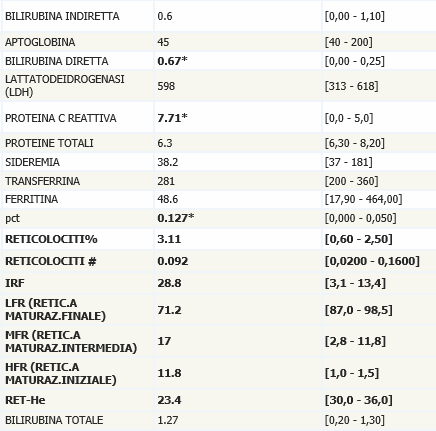 BILIRUBINA INDIRETTA 0.6 [0,00 - 1,10]
APTOGLOBINA 45 [40 - 200]
BILIRUBINA DIRETTA 0.67* [0,00 - 0,25]
LATTATODEIDROGENASI
(LDH) 598 [313 - 618]
PROTEINA C REATTIVA 7.71* [0,0 - 5,0]
PROTEINE TOTALI 6.3 [6,30 - 8,20]
SIDEREMIA 38.2 [37 - 181]
TRANSFERRINA 281 [200 - 360]
FERRITINA 48.6 [17,90 - 464,00]
pct 0.127* [0,000 - 0,050]
RETICOLOCITI% 3.11 [0,60 - 2,50]
RETICOLOCITI # 0.092 [0,0200 - 0,1600]
IRF 28.8 [3,1 - 13,4]
LFR (RETIC.A
MATURAZ.FINALE) 71.2 [87,0 - 98,5]
MFR (RETIC.A
MATURAZ.INTERMEDIA) 17 [2,8 - 11,8]
HFR (RETIC.A
MATURAZ.INIZIALE) 11.8 [1,0 - 1,5]
RET-He 23.4 [30,0 - 36,0]
BILIRUBINA TOTALE 1.27 [0,20 - 1,30]